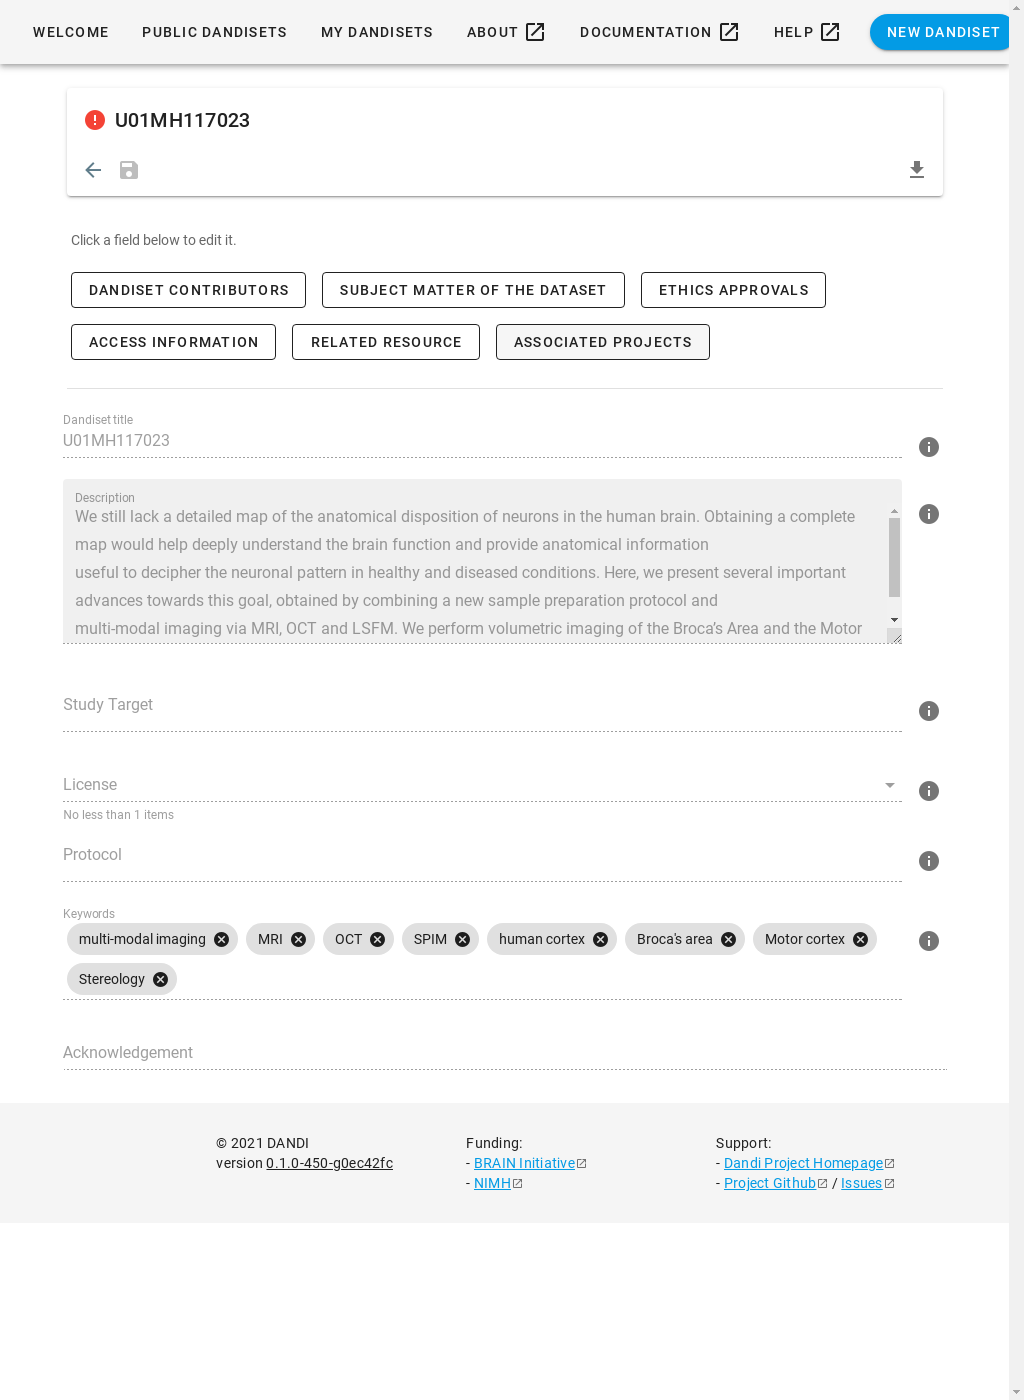 WELCOME PUBLIC DANDISETS MY DANDISETS ABOUT DOCUMENTATION HELP NEW DANDISET
U01MH117023
Click a field below to edit it.
DANDISET CONTRIBUTORS SUBJECT MATTER OF THE DATASET ETHICS APPROVALS
ACCESS INFORMATION RELATED RESOURCE ASSOCIATED PROJECTS
Dandiset title
U01MH117023
Description
We still lack a detailed map of the anatomical disposition of neurons in the human brain. Obtaining a complete
map would help deeply understand the brain function and provide anatomical information
useful to decipher the neuronal pattern in healthy and diseased conditions. Here, we present several important
advances towards this goal, obtained by combining a new sample preparation protocol and
multi-modal imaging via MRI, OCT and LSFM. We perform volumetric imaging of the Broca’s Area and the Motor
Study Target
License
No less than 1 items
Protocol
Keywords
multi-modal imaging MRI OCT SPIM human cortex Broca's area Motor cortex
Stereology
Acknowledgement
© 2021 DANDI
version 0.1.0-450-g0ec42fc
Funding:
- BRAIN Initiative
- NIMH
Support:
- Dandi Project Homepage
- Project Github / Issues